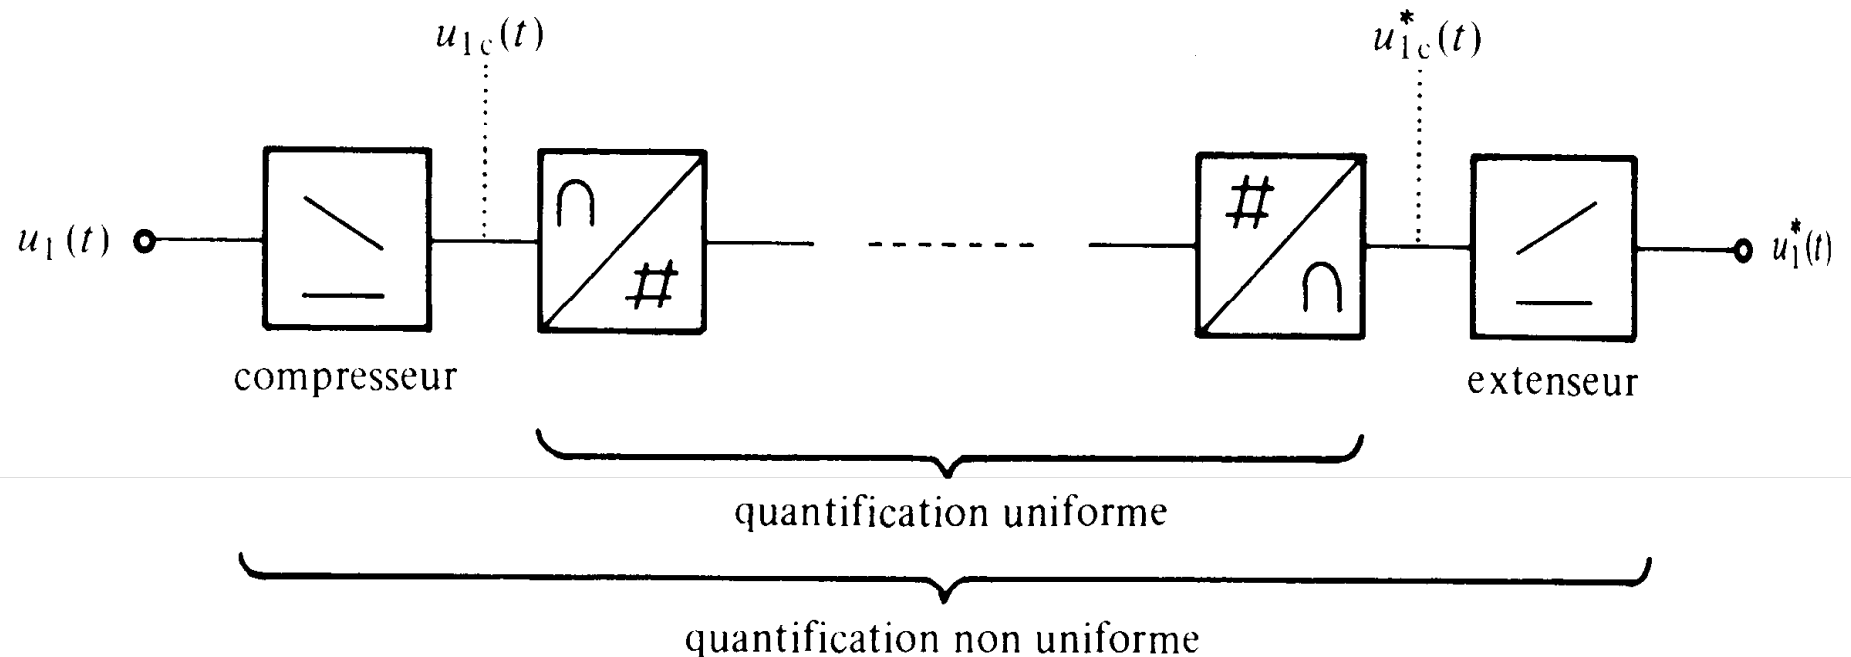 u₁c(t)
u*₁c(t)
u₁(t)
∩
#
#
∩
u*₁(t)
compresseur
extenseur
quantification uniforme
quantification non uniforme